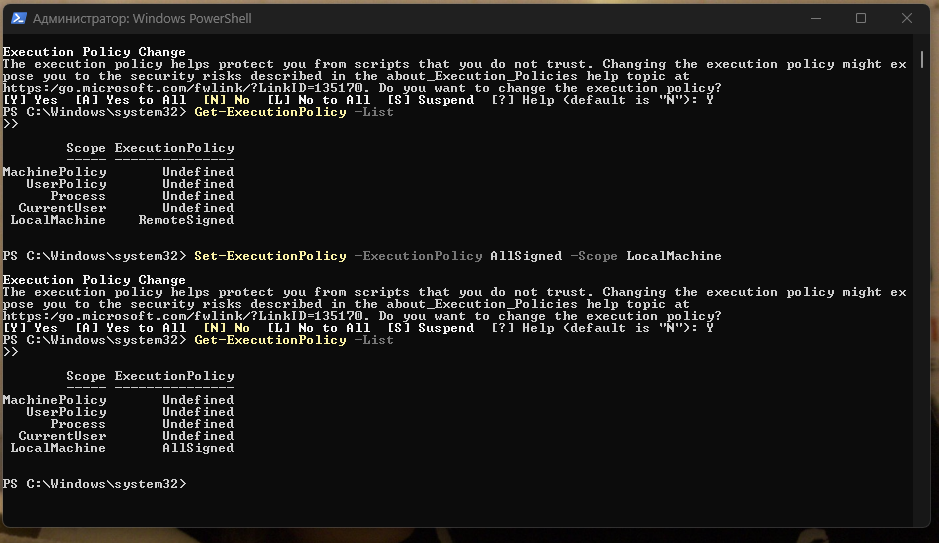 Администратор: Windows PowerShell
Execution Policy Change
The execution policy helps protect you from scripts that you do not trust. Changing the execution policy might ex
pose you to the security risks described in the about_Execution_Policies help topic at
https:/go.microsoft.com/fwlink/?LinkID=135170. Do you want to change the execution policy?
[Y] Yes  [A] Yes to All  [N] No  [L] No to All  [S] Suspend  [?] Help (default is "N"): Y
PS C:\Windows\system32> Get-ExecutionPolicy -List
>>
Scope ExecutionPolicy
----- ---------------
MachinePolicy       Undefined
UserPolicy       Undefined
Process       Undefined
CurrentUser       Undefined
LocalMachine    RemoteSigned
PS C:\Windows\system32> Set-ExecutionPolicy -ExecutionPolicy AllSigned -Scope LocalMachine
Execution Policy Change
The execution policy helps protect you from scripts that you do not trust. Changing the execution policy might ex
pose you to the security risks described in the about_Execution_Policies help topic at
https:/go.microsoft.com/fwlink/?LinkID=135170. Do you want to change the execution policy?
[Y] Yes  [A] Yes to All  [N] No  [L] No to All  [S] Suspend  [?] Help (default is "N"): Y
PS C:\Windows\system32> Get-ExecutionPolicy -List
>>
Scope ExecutionPolicy
----- ---------------
MachinePolicy       Undefined
UserPolicy       Undefined
Process       Undefined
CurrentUser       Undefined
LocalMachine       AllSigned
PS C:\Windows\system32>